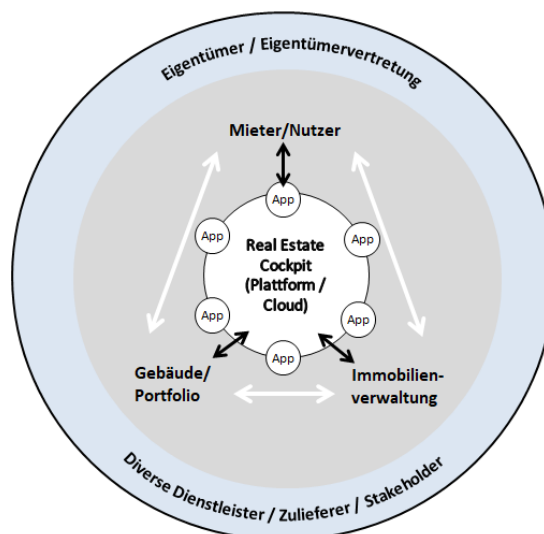 Eigentümer / Eigentümervertretung
Mieter/Nutzer
App
App
App
Real Estate
Cockpit
(Plattform /
Cloud)
App
App
App
Gebäude/
Portfolio
Immobilien-
verwaltung
Diverse Dienstleister / Zulieferer / Stakeholder